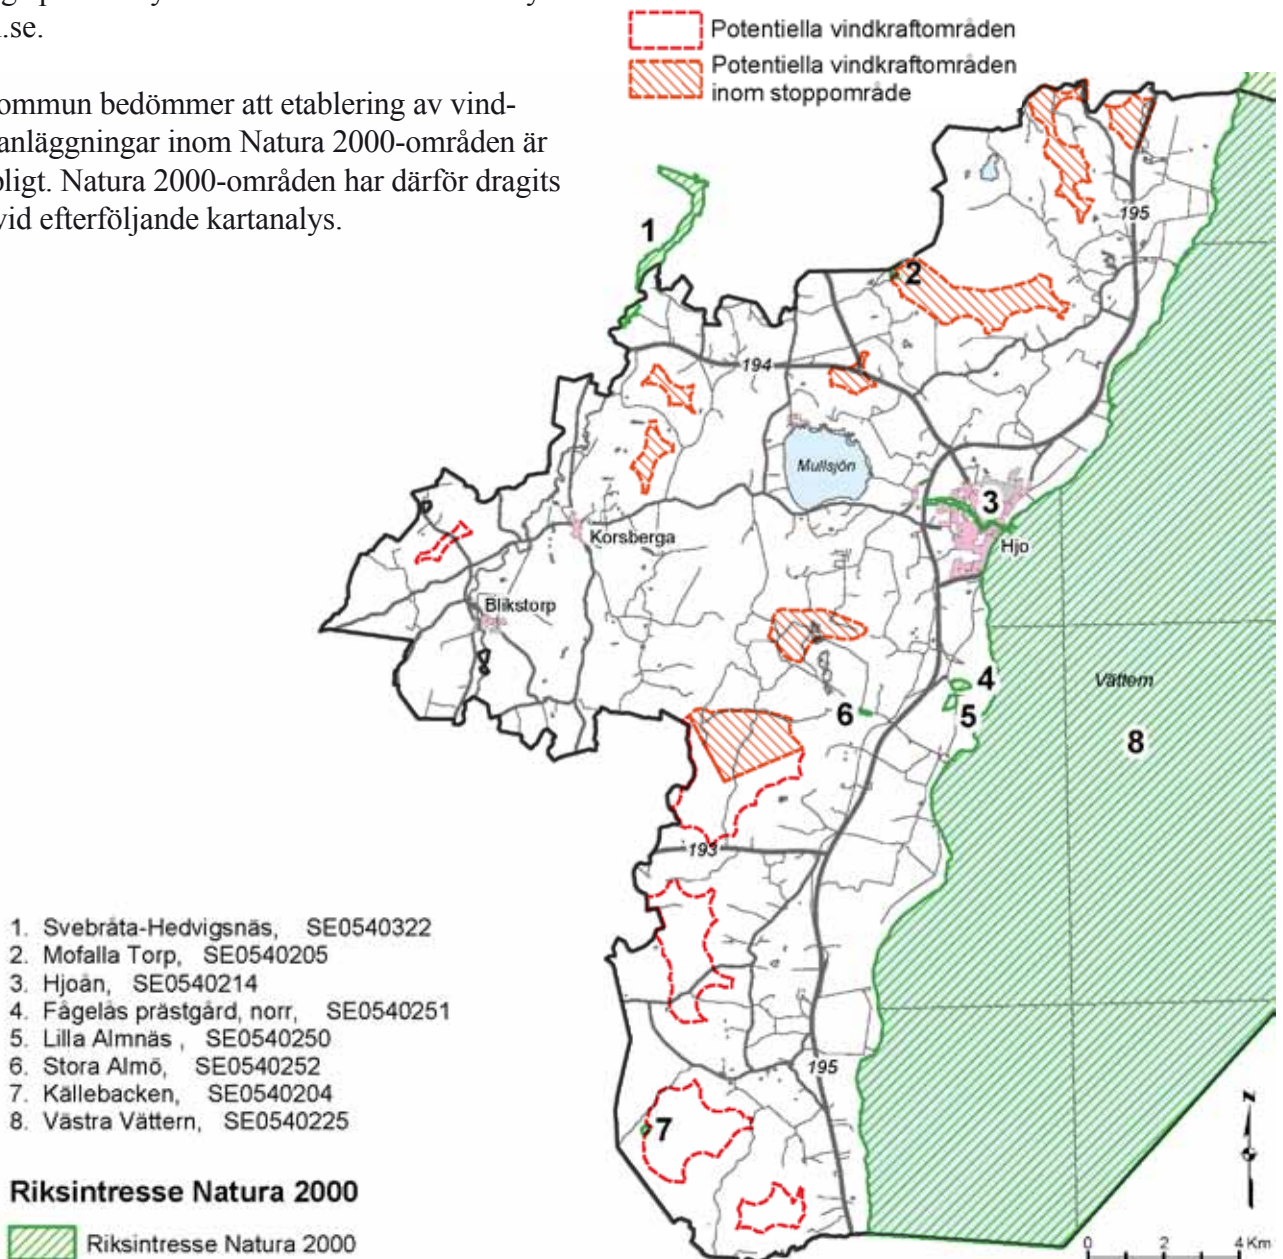 l.se.
ommun bedömmer att etablering av vind-
anläggningar inom Natura 2000-områden är
bligt. Natura 2000-områden har därför dragits
vid efterföljande kartanalys.
Potentiella vindkraftområden
Potentiella vindkraftområden
inom stoppområde
1
2
195
194
Mullsjön
3
Hjo
Korsberga
Blikstorp
4
Vättern
6
5
8
193
195
7
1. Svebråta-Hedvigsnäs, SE0540322
2. Mofalla Torp, SE0540205
3. Hjoån, SE0540214
4. Fågelås prästgård, norr, SE0540251
5. Lilla Almnäs , SE0540250
6. Stora Almö, SE0540252
7. Källebacken, SE0540204
8. Västra Vättern, SE0540225
Riksintresse Natura 2000
Riksintresse Natura 2000
N
0 2 4 Km